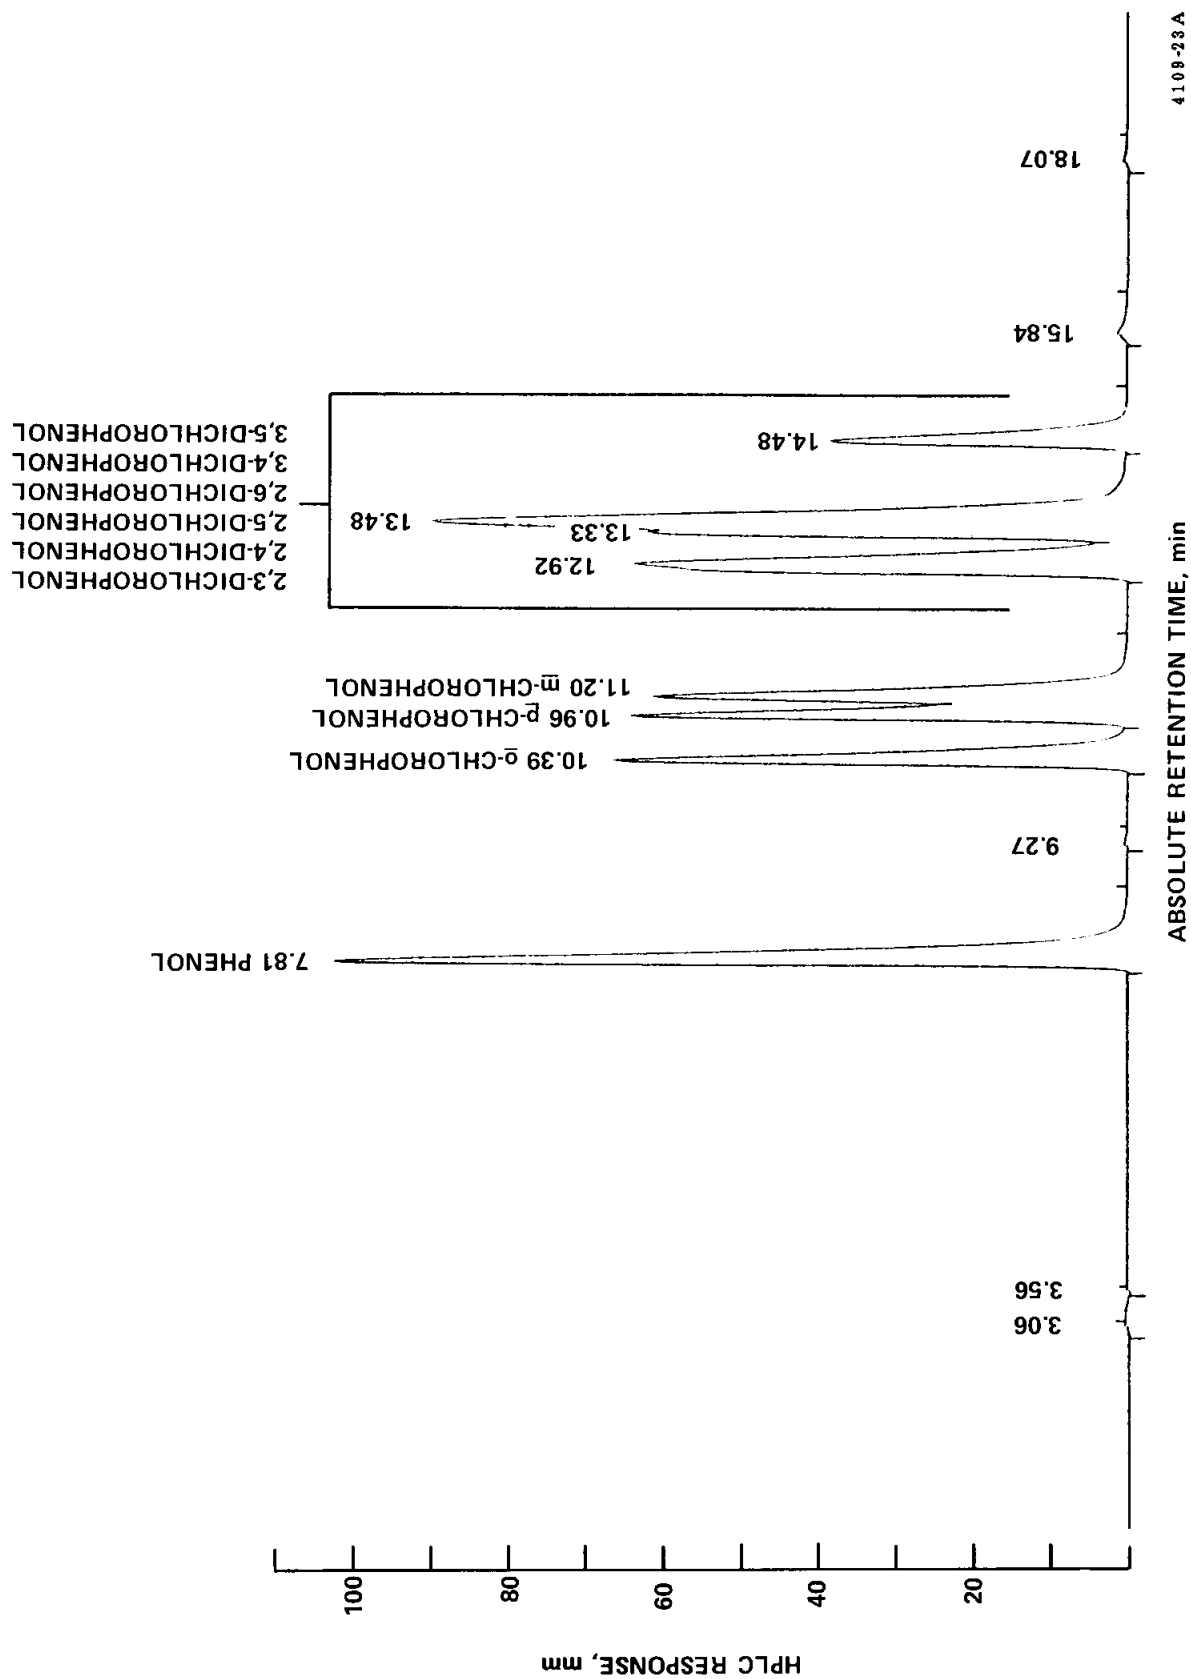 HPLC RESPONSE, mm
100
80
60
40
20
3.06
3.56
7.81 PHENOL
9.27
10.39 o-CHLOROPHENOL
10.96 p-CHLOROPHENOL
11.20 m-CHLOROPHENOL
2,3-DICHLOROPHENOL
2,4-DICHLOROPHENOL
2,5-DICHLOROPHENOL
2,6-DICHLOROPHENOL
3,4-DICHLOROPHENOL
3,5-DICHLOROPHENOL
12.92
13.33
13.48
14.48
15.84
18.07
ABSOLUTE RETENTION TIME, min
4109-23A